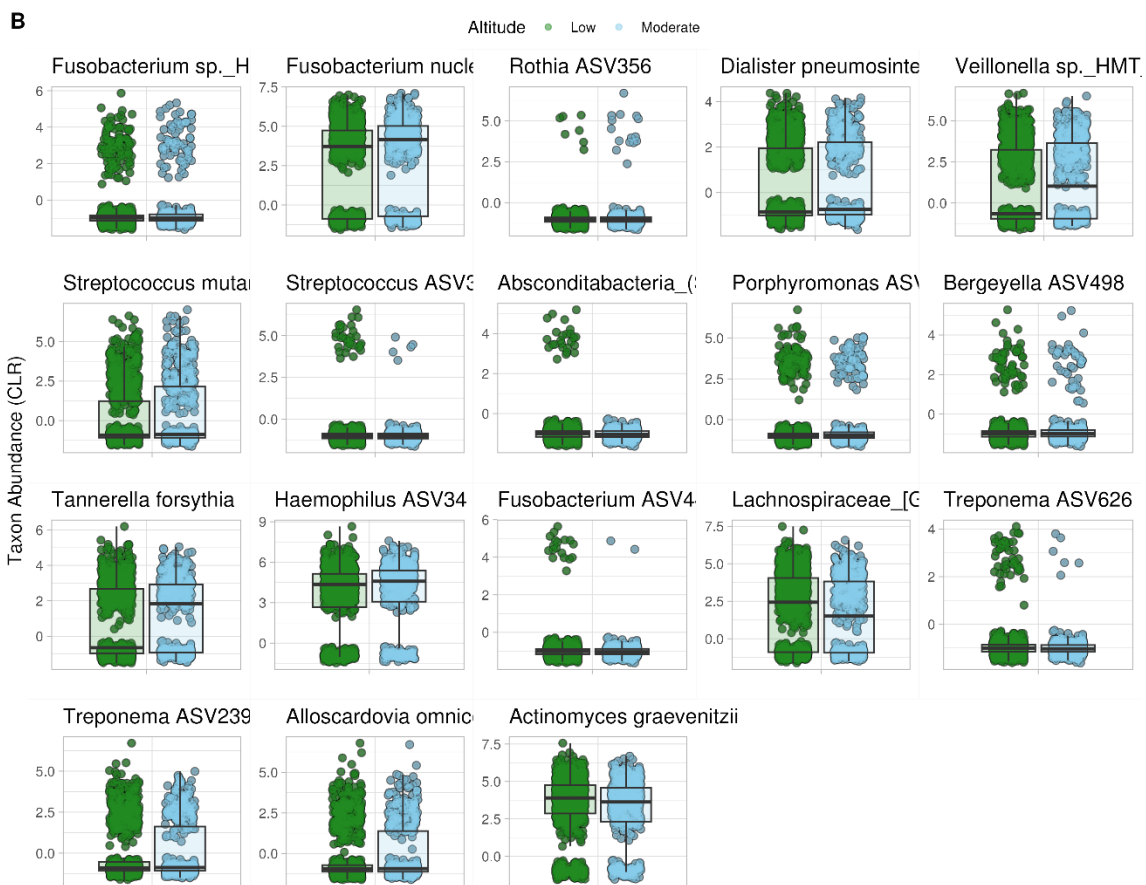 B
Altitude Low Moderate
Taxon Abundance (CLR)
Fusobacterium sp._H
6
4
2
0
Fusobacterium nucle
7.5
5.0
2.5
0.0
Rothia ASV356
5.0
2.5
0.0
Dialister pneumosinte
4
2
0
Veillonella sp._HMT_
5.0
2.5
0.0
Streptococcus mutan
5.0
2.5
0.0
Streptococcus ASV3
5.0
2.5
0.0
Absconditabacteria_(S
4
2
0
Porphyromonas ASV
5.0
2.5
0.0
Bergeyella ASV498
4
2
0
Tannerella forsythia
6
4
2
0
Haemophilus ASV34
9
6
3
0
Fusobacterium ASV44
6
4
2
0
Lachnospiraceae_[G
7.5
5.0
2.5
0.0
Treponema ASV626
4
2
0
Treponema ASV239
5.0
2.5
0.0
Alloscardovia omnico
5.0
2.5
0.0
Actinomyces graevenitzii
7.5
5.0
2.5
0.0